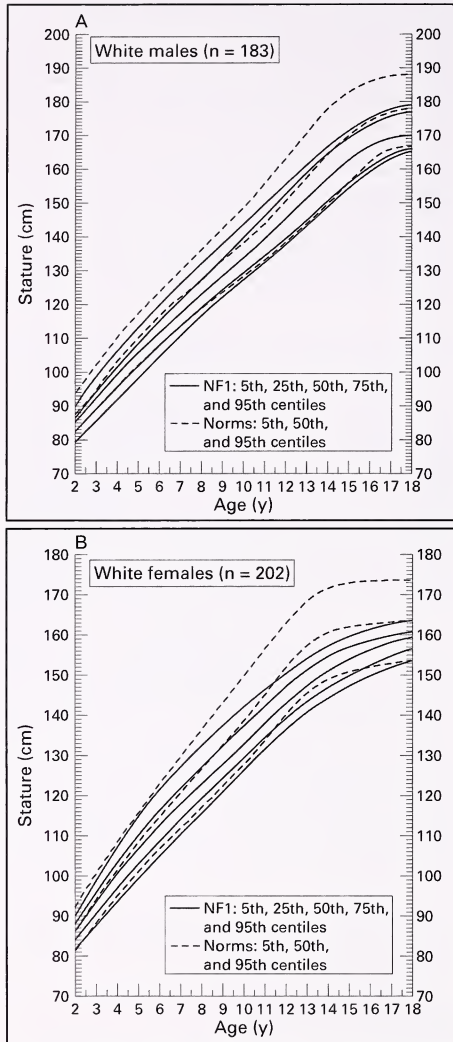 A
White males (n = 183)
200 200
190 190
180 180
170 170
160 160
150 150
140 140
130 130
120 120
110 110
100 100
90 90
80 80
70 70
Stature (cm)
NF1: 5th, 25th, 50th, 75th,
and 95th centiles
Norms: 5th, 50th,
and 95th centiles
2 3 4 5 6 7 8 9 10 11 12 13 14 15 16 17 18
Age (y)
B
White females (n = 202)
180 180
170 170
160 160
150 150
140 140
130 130
120 120
110 110
100 100
90 90
80 80
70 70
Stature (cm)
NF1: 5th, 25th, 50th, 75th,
and 95th centiles
Norms: 5th, 50th,
and 95th centiles
2 3 4 5 6 7 8 9 10 11 12 13 14 15 16 17 18
Age (y)